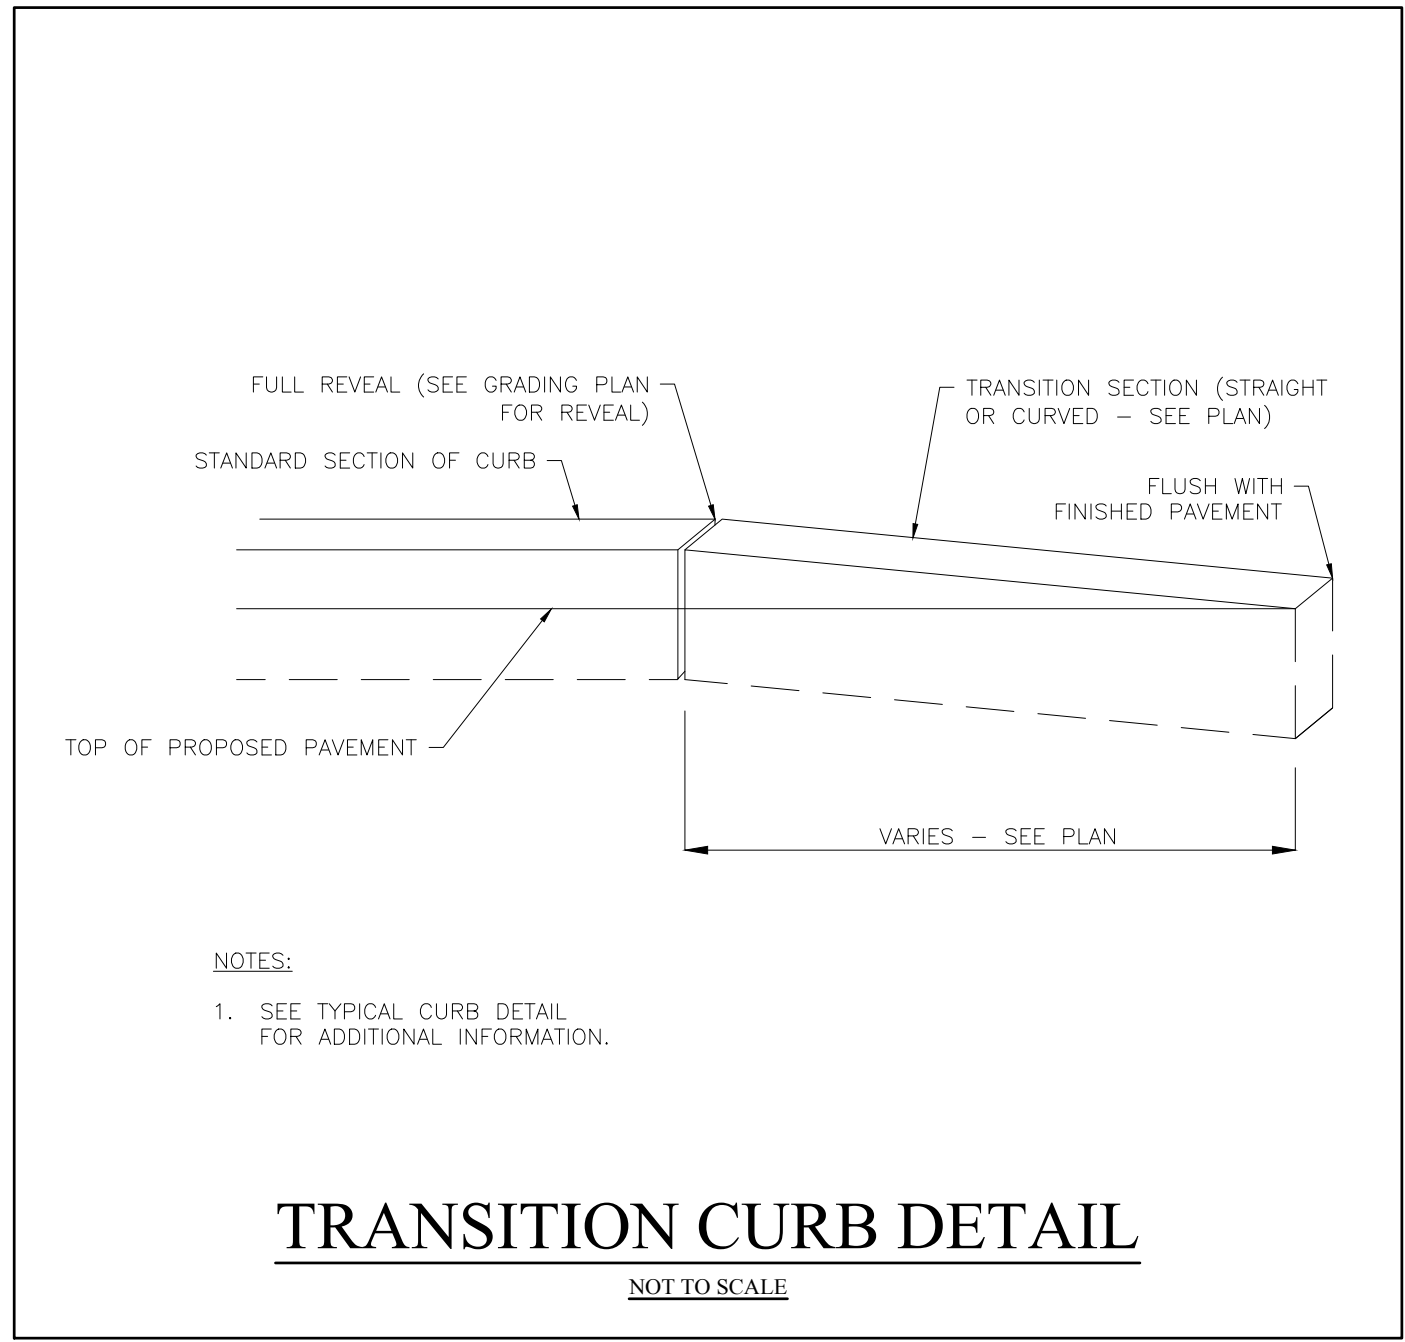 FULL REVEAL (SEE GRADING PLAN
FOR REVEAL)
TRANSITION SECTION (STRAIGHT
OR CURVED – SEE PLAN)
STANDARD SECTION OF CURB
FLUSH WITH
FINISHED PAVEMENT
TOP OF PROPOSED PAVEMENT
VARIES – SEE PLAN
NOTES:
1. SEE TYPICAL CURB DETAIL
FOR ADDITIONAL INFORMATION.
TRANSITION CURB DETAIL
NOT TO SCALE